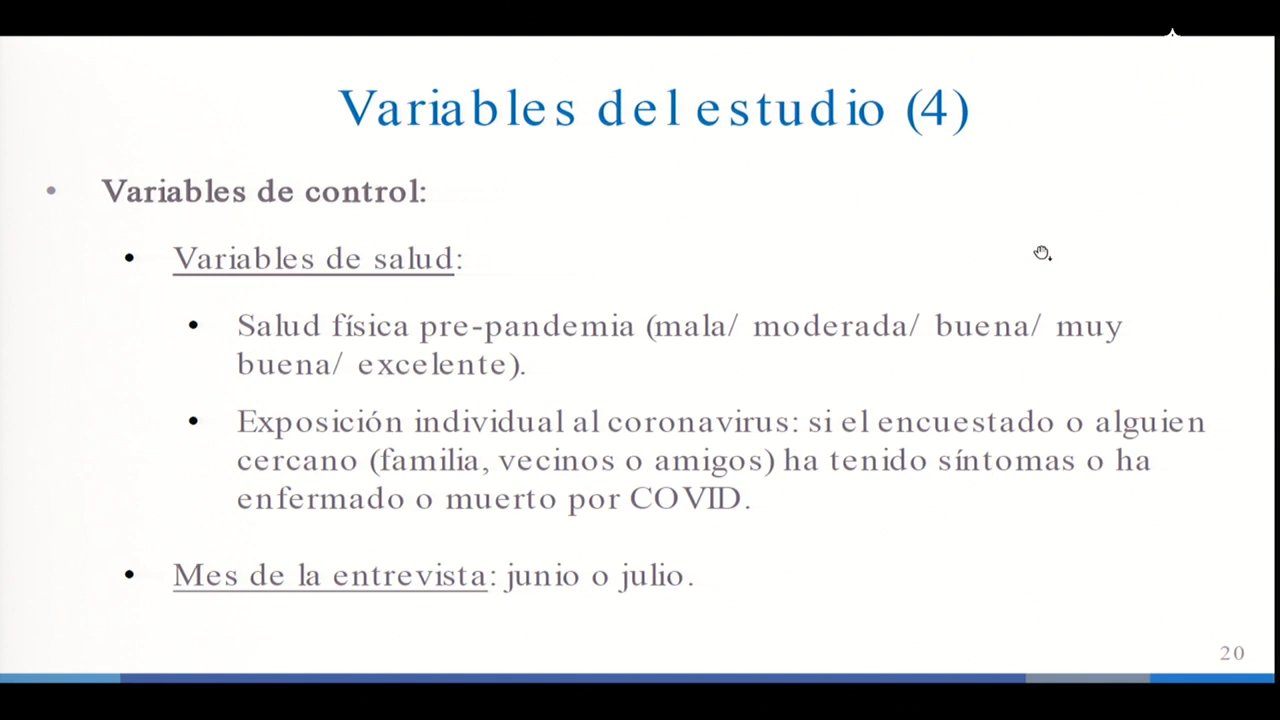 Variables del estudio (4)
• Variables de control:
• Variables de salud:
• Salud física pre-pandemia (mala/ moderada/ buena/ muy
buena/ excelente).
• Exposición individual al coronavirus: si el encuestado o alguien
cercano (familia, vecinos o amigos) ha tenido síntomas o ha
enfermado o muerto por COVID.
• Mes de la entrevista: junio o julio.
20